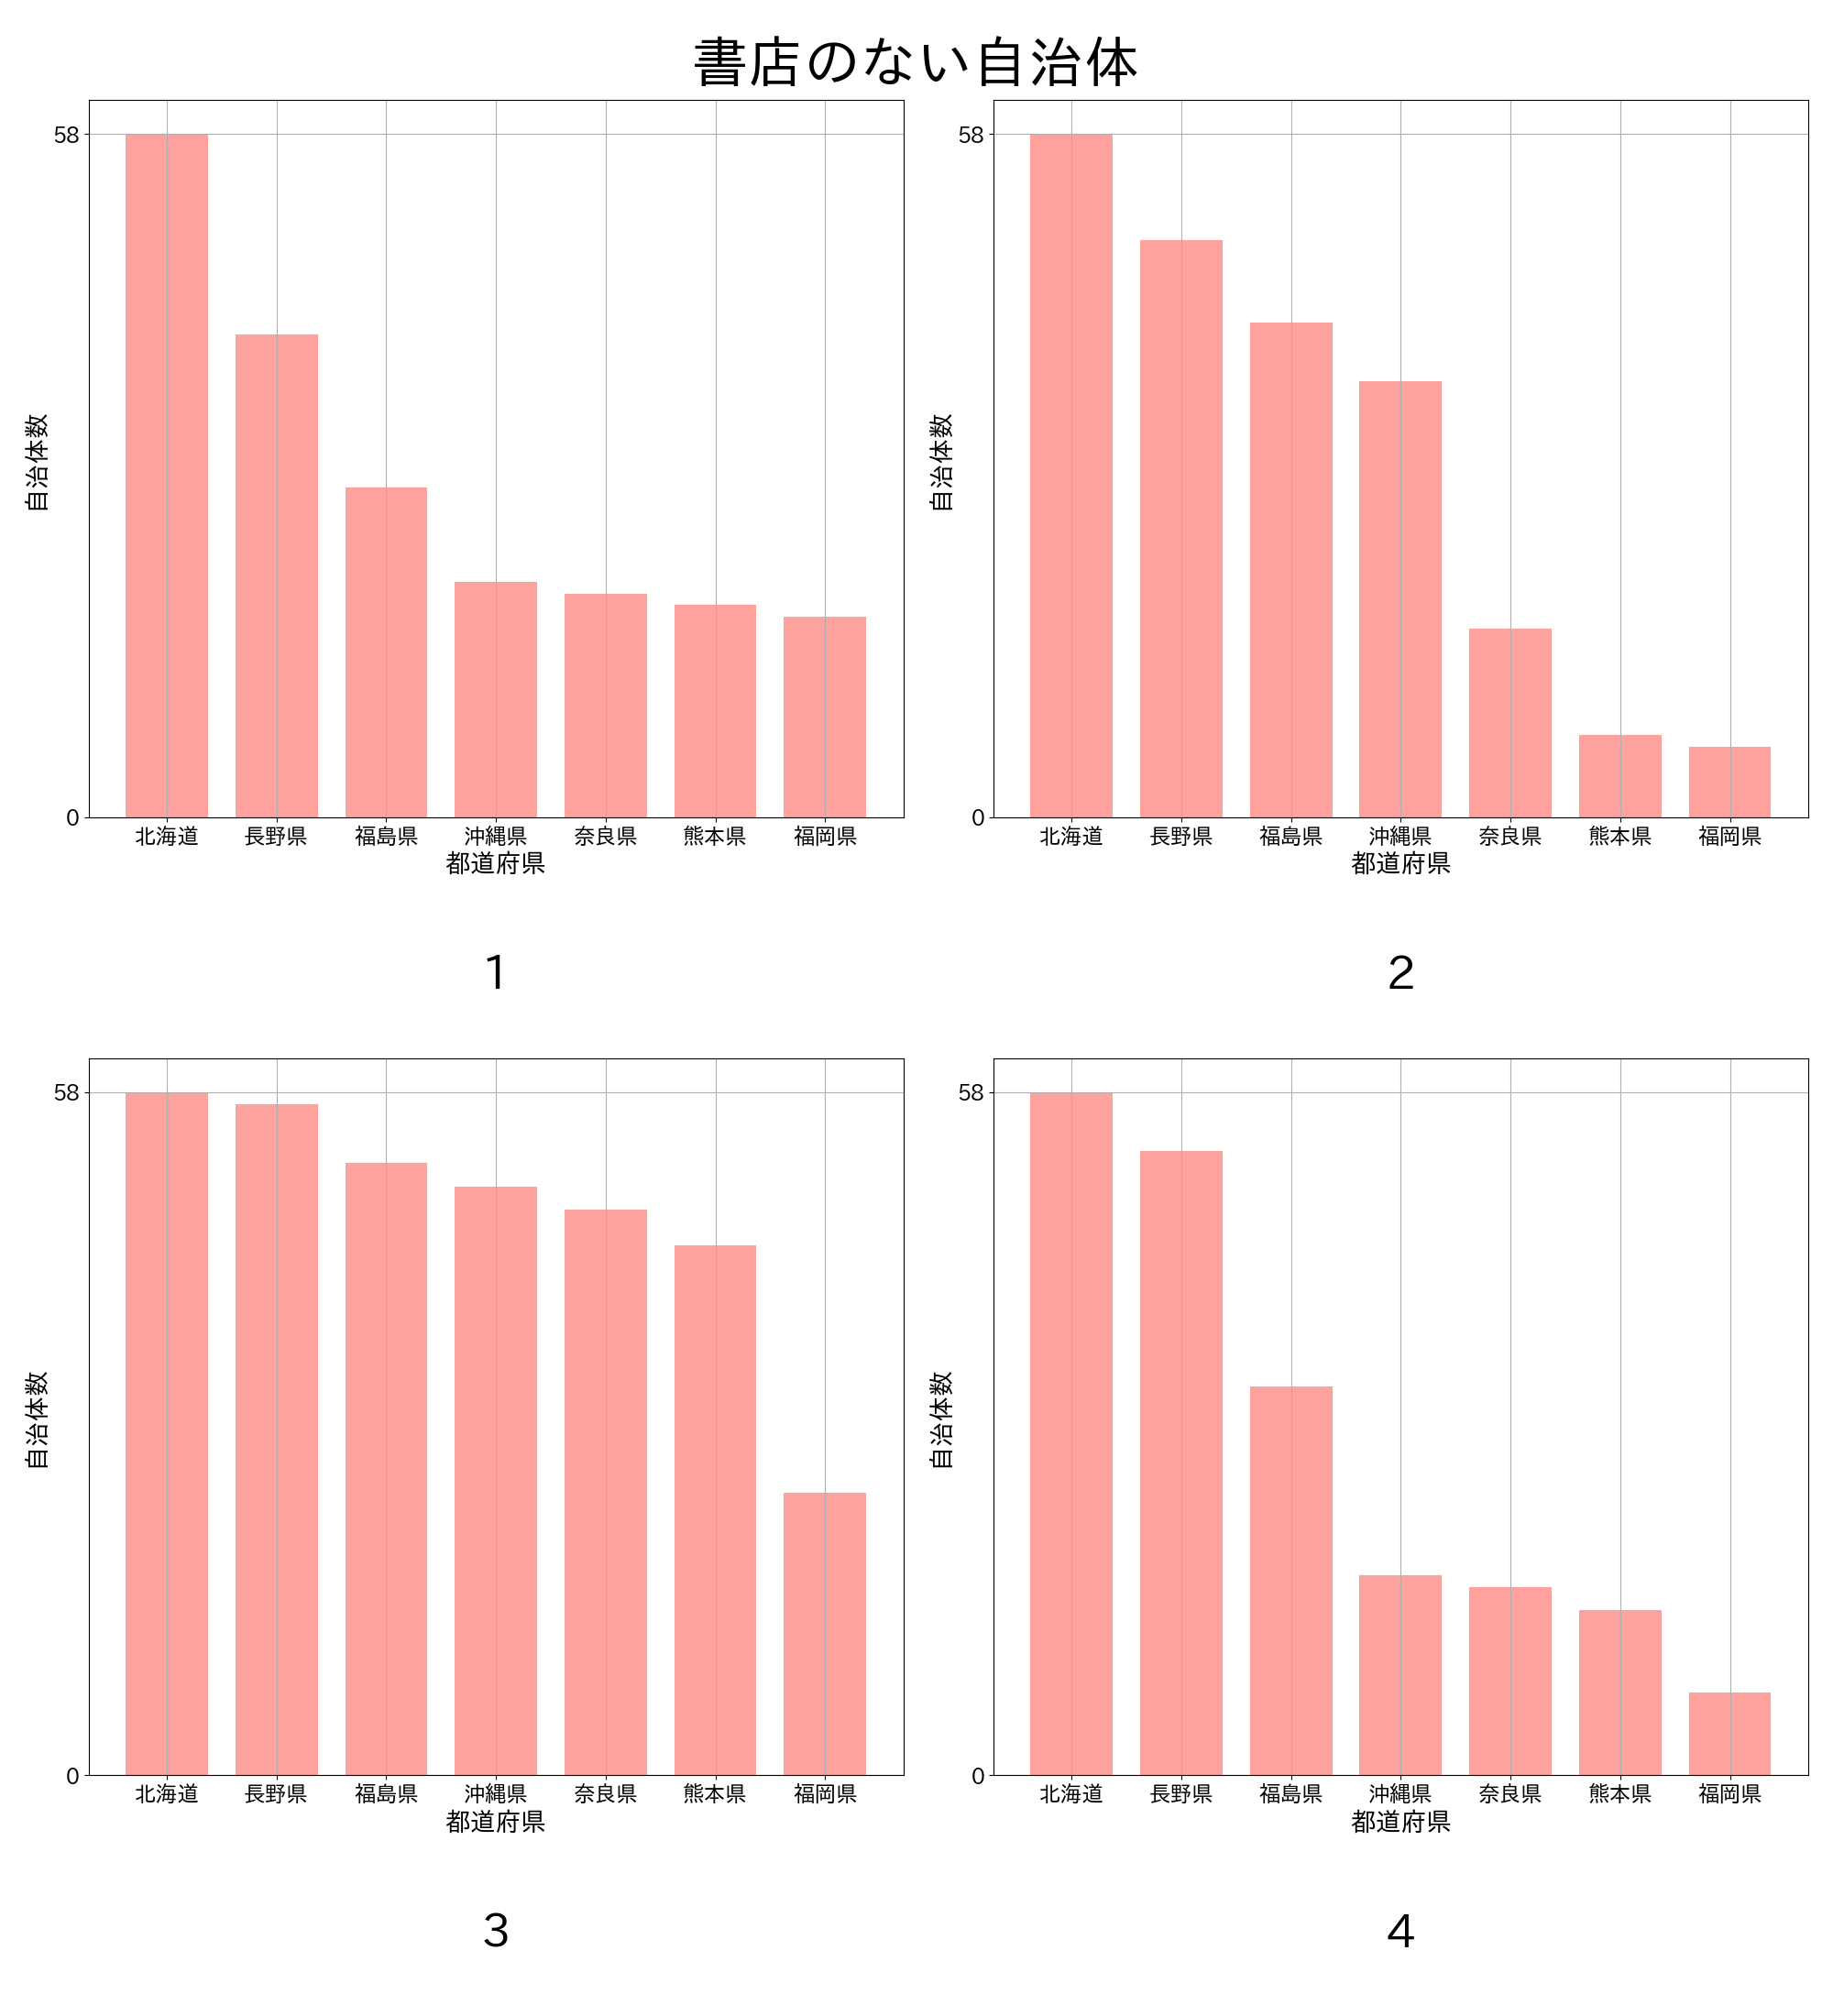 書店のない自治体
58
0
自治体数
北海道 長野県 福島県 沖縄県 奈良県 熊本県 福岡県
都道府県
1
58
0
自治体数
北海道 長野県 福島県 沖縄県 奈良県 熊本県 福岡県
都道府県
2
58
0
自治体数
北海道 長野県 福島県 沖縄県 奈良県 熊本県 福岡県
都道府県
3
58
0
自治体数
北海道 長野県 福島県 沖縄県 奈良県 熊本県 福岡県
都道府県
4